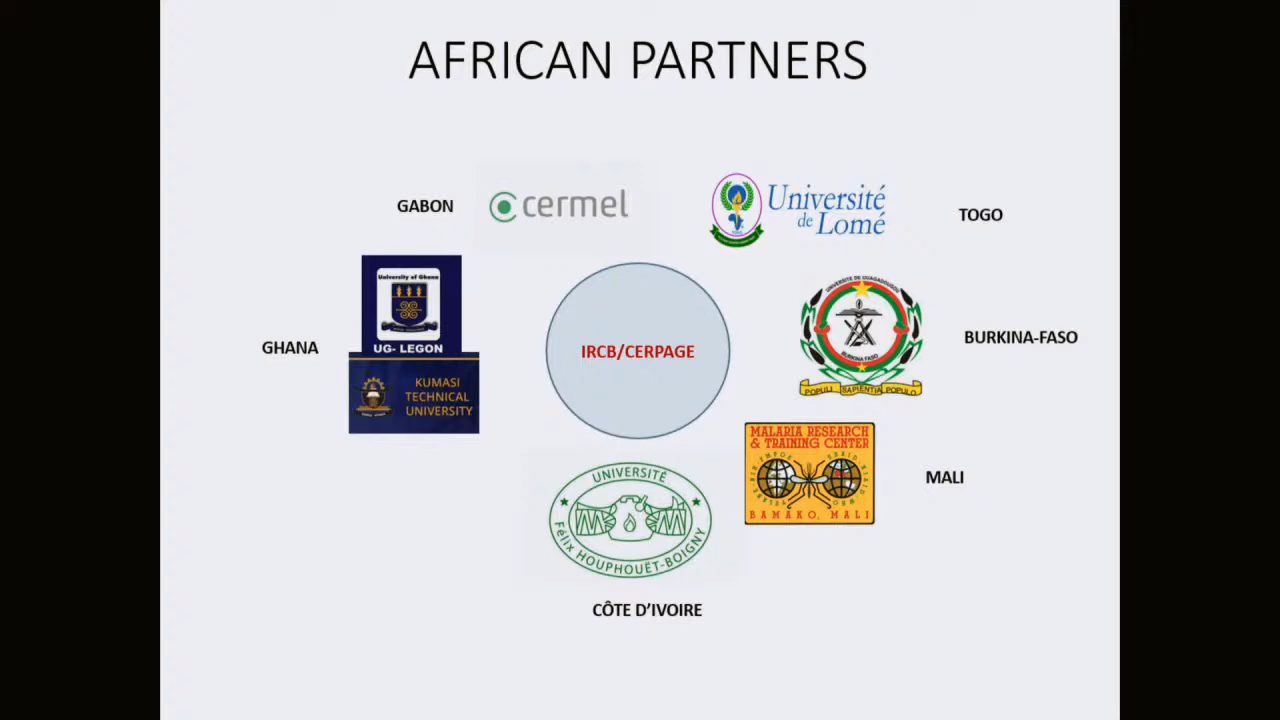 AFRICAN PARTNERS
GABON
cermel
Université
de Lomé
TOGO
University of Ghana
UG- LEGON
GHANA
KUMASI
TECHNICAL
UNIVERSITY
IRCB/CERPAGE
UNIVERSITE DE OUAGADOUGOU
BURKINA FASO
POPULI SAPIENTIA POPULO
BURKINA-FASO
MALARIA RESEARCH
& TRAINING CENTER
BAMAKO, MALI
MALI
UNIVERSITÉ
Félix HOUPHOUËT-BOIGNY
CÔTE D'IVOIRE